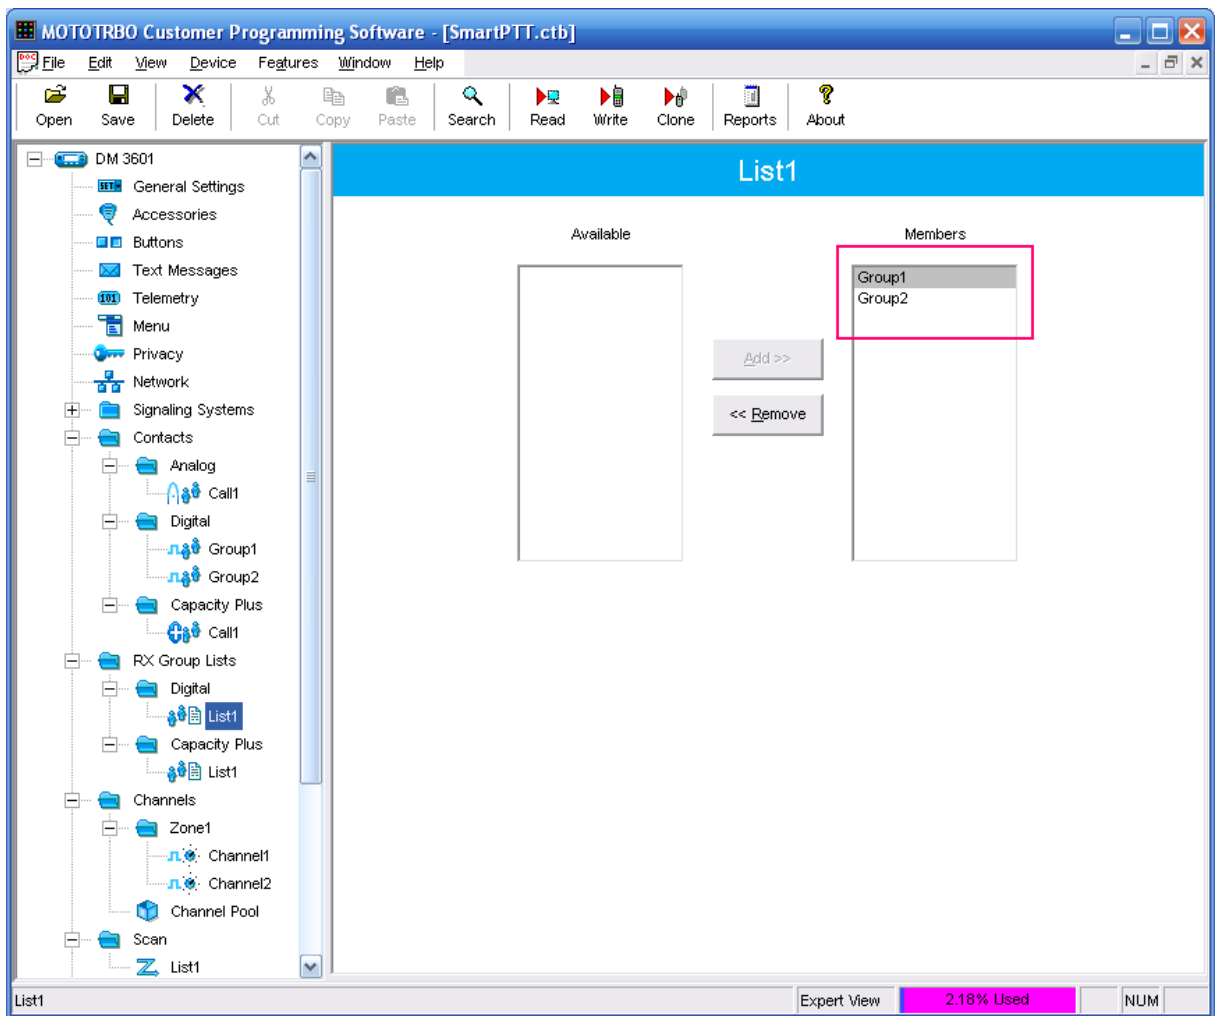 MOTOTRBO Customer Programming Software - [SmartPTT.ctb]
File Edit View Device Features Window Help
Open Save Delete Cut Copy Paste Search Read Write Clone Reports About
DM 3601
General Settings
Accessories
Buttons
Text Messages
Telemetry
Menu
Privacy
Network
Signaling Systems
Contacts
Analog
Call1
Digital
Group1
Group2
Capacity Plus
Call1
RX Group Lists
Digital
List1
Capacity Plus
List1
Channels
Zone1
Channel1
Channel2
Channel Pool
Scan
List1
List1
Available
Members
Group1
Group2
Add >>
<< Remove
List1
Expert View
2.18% Used
NUM